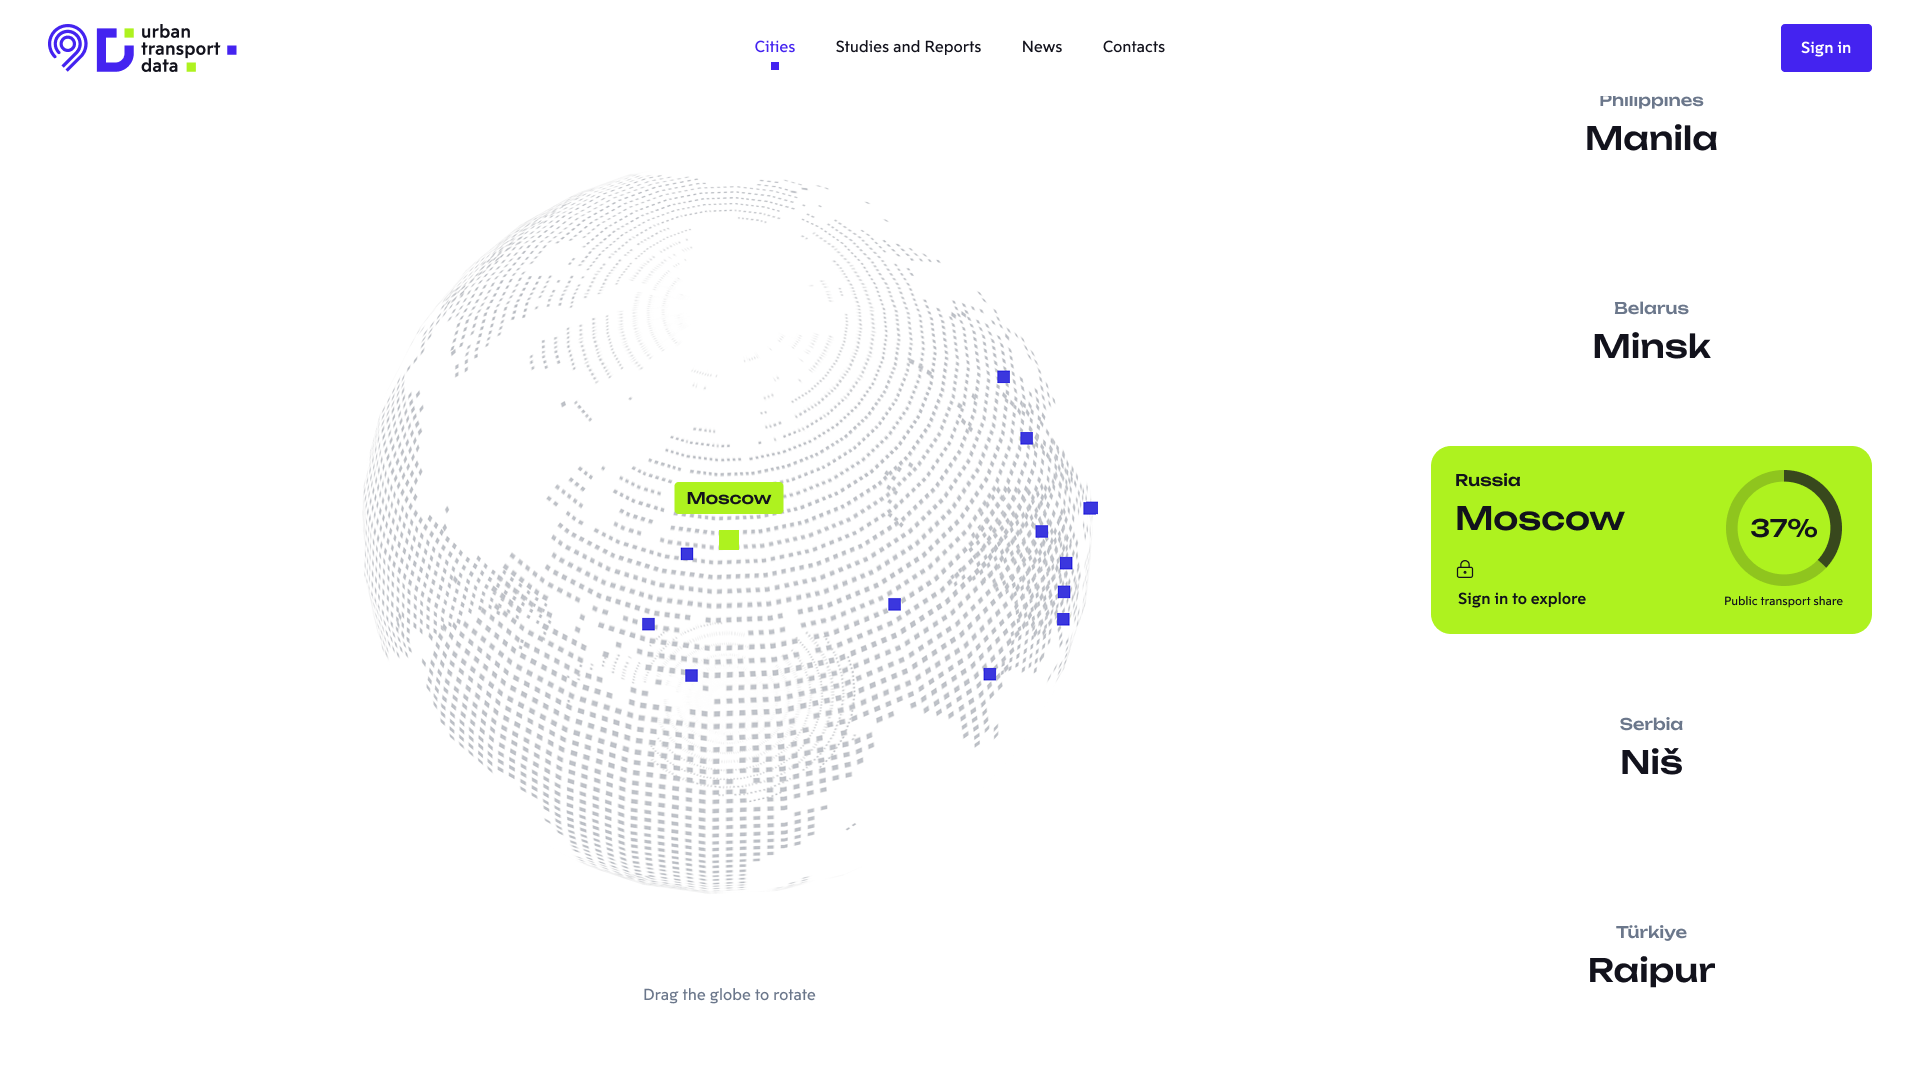 urban
transport
data
Cities
Studies and Reports
News
Contacts
Sign in
Philippines
Manila
Belarus
Minsk
Moscow
Russia
Moscow
37%
Sign in to explore
Public transport share
Serbia
Niš
Türkiye
Raipur
Drag the globe to rotate